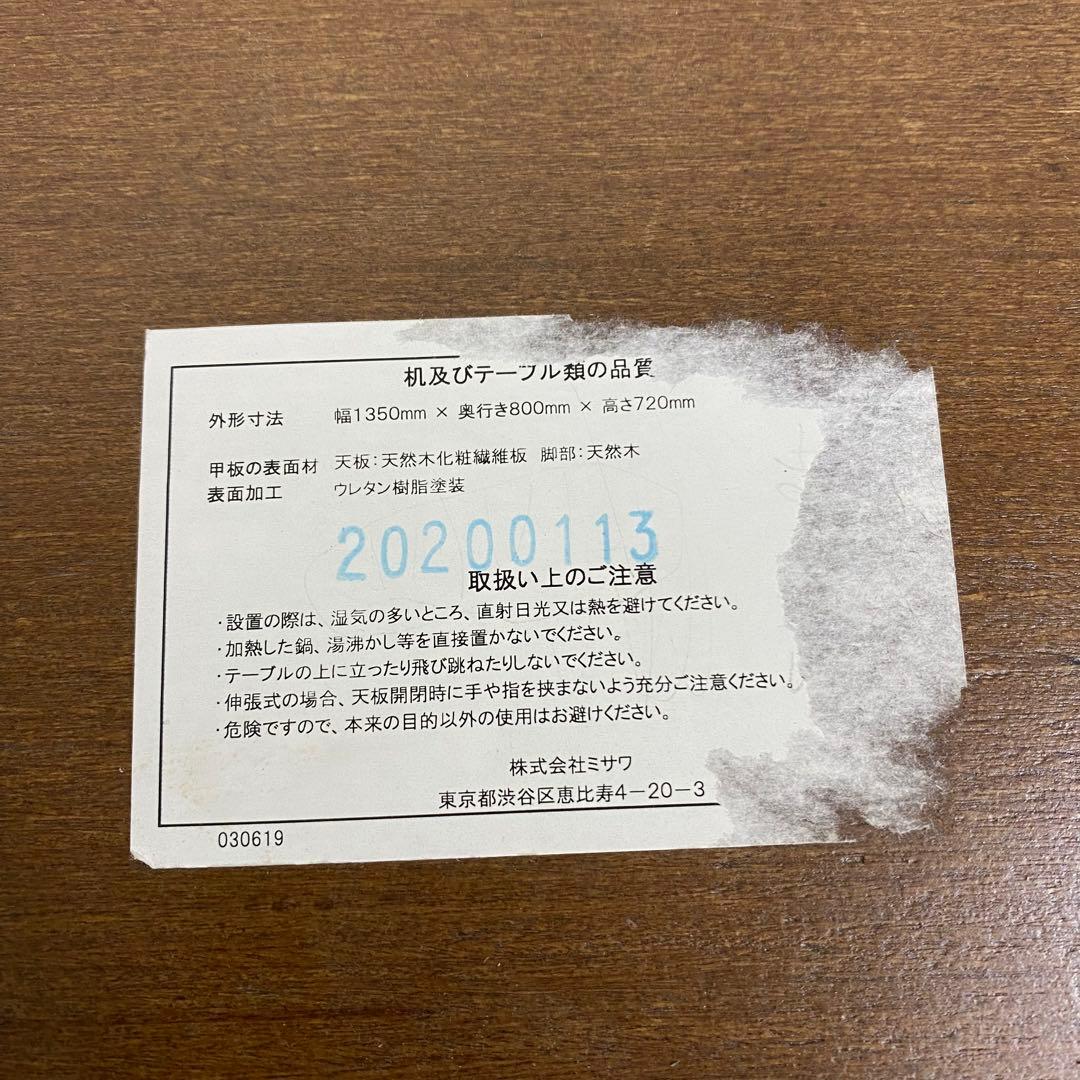 机及びテーブル類の品質
外形寸法 幅1350mm × 奥行き800mm × 高さ720mm
甲板の表面材 天板:天然木化粧繊維板 脚部:天然木
表面加工 ウレタン樹脂塗装
20200113
取扱い上のご注意
・設置の際は、湿気の多いところ、直射日光又は熱を避けてください。
・加熱した鍋、湯沸かし等を直接置かないでください。
・テーブルの上に立ったり飛び跳ねたりしないでください。
・伸張式の場合、天板開閉時に手や指を挟まないよう充分ご注意ください。
・危険ですので、本来の目的以外の使用はお避けください。
株式会社ミサワ
東京都渋谷区恵比寿4-20-3
030619